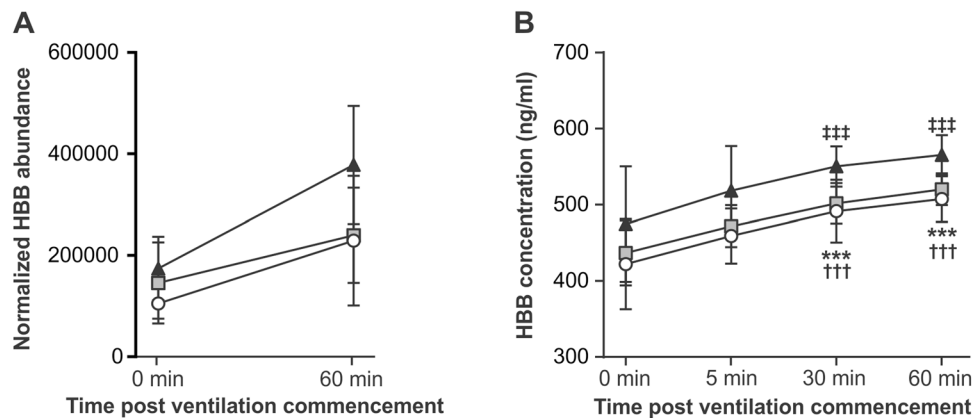 A
B
Normalized HBB abundance
600000
400000
200000
0
0 min
60 min
Time post ventilation commencement
HBB concentration (ng/ml)
700
600
500
400
300
‡‡‡
‡‡‡
***
†††
***
†††
0 min
5 min
30 min
60 min
Time post ventilation commencement